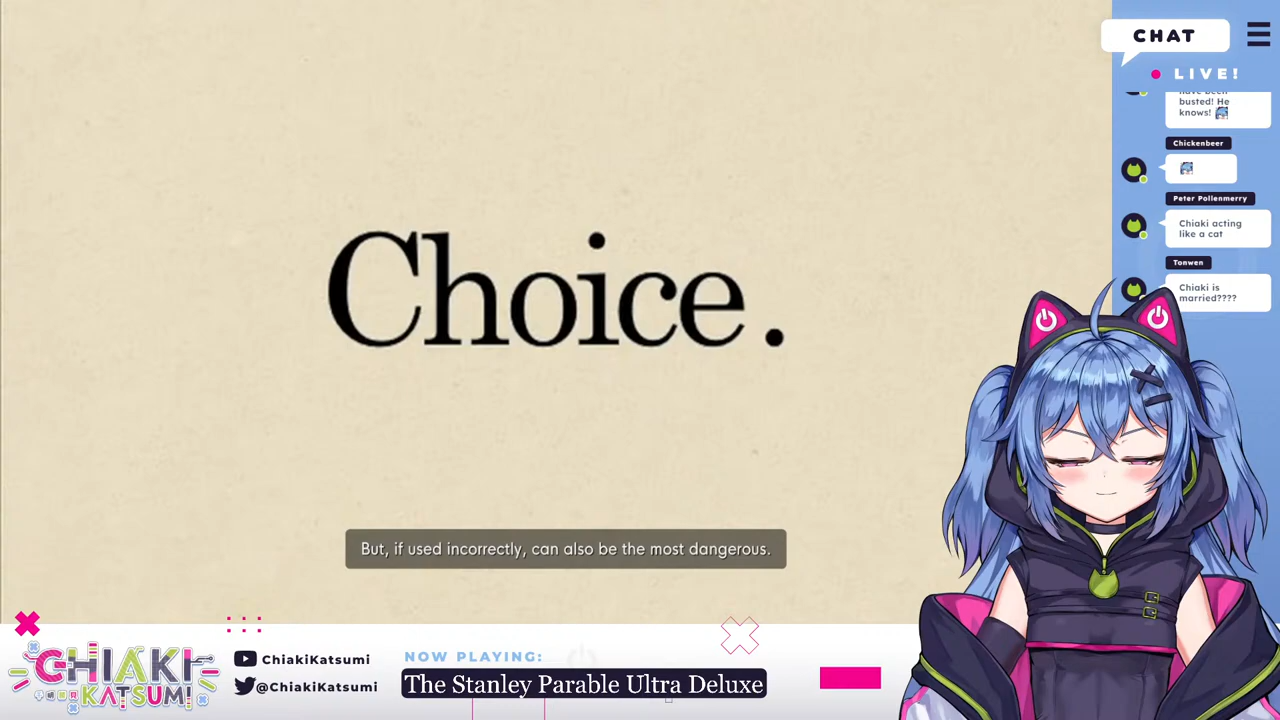 Choice.
But, if used incorrectly, can also be the most dangerous.
CHAT
LIVE!
busted! He
knows!
Chickenbeer
Peter Pollenmerry
Chiaki acting
like a cat
Tonwen
Chiaki is
married????
CHIAKI
KATSUMI
ChiakiKatsumi
@ChiakiKatsumi
NOW PLAYING:
The Stanley Parable Ultra Deluxe